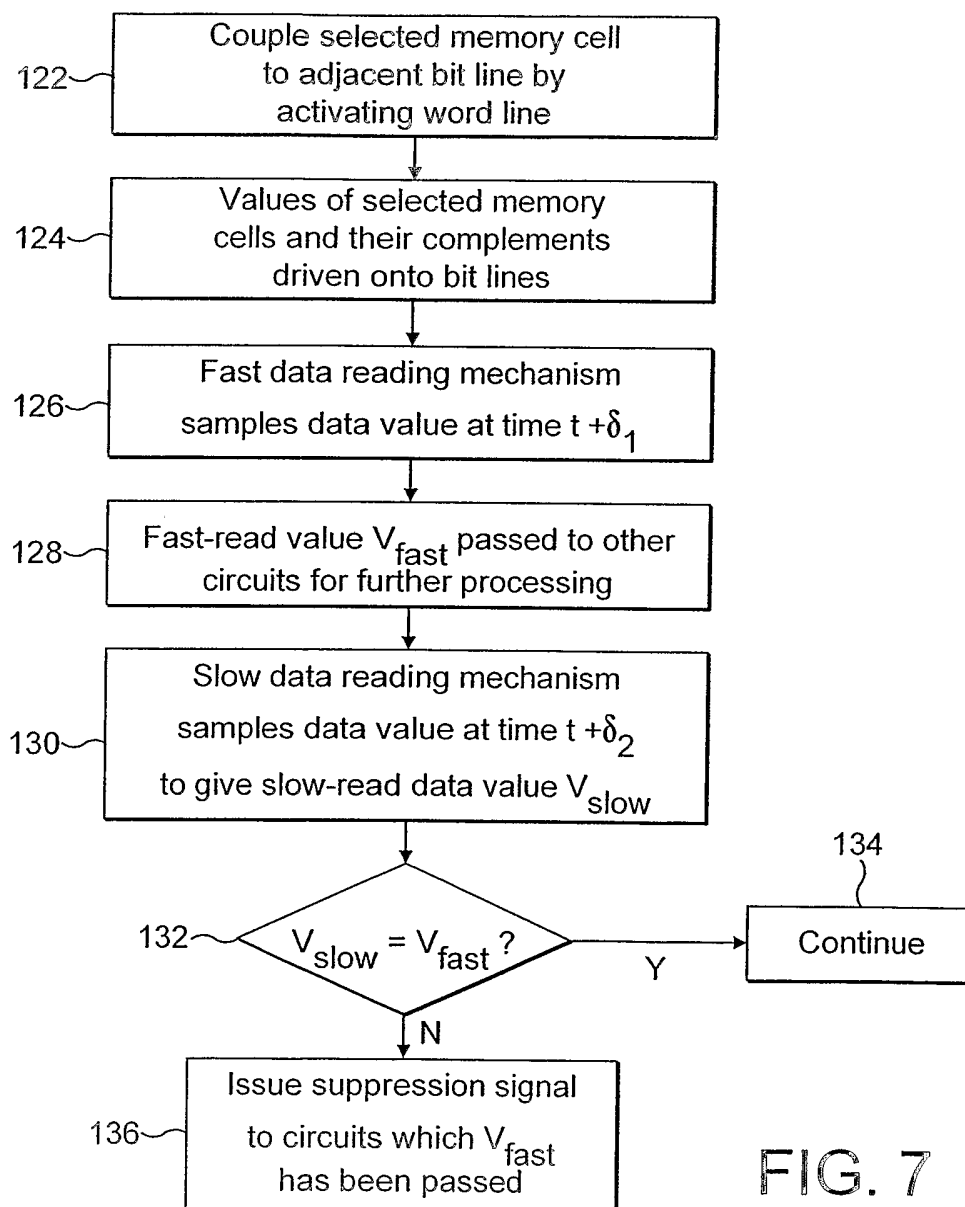 122
Couple selected memory cell
to adjacent bit line by
activating word line
124
Values of selected memory
cells and their complements
driven onto bit lines
126
Fast data reading mechanism
samples data value at time t +δ1
128
Fast-read value Vfast passed to other
circuits for further processing
130
Slow data reading mechanism
samples data value at time t +δ2
to give slow-read data value Vslow
132
Vslow = Vfast ?
Y
134
Continue
N
136
Issue suppression signal
to circuits which Vfast
has been passed
FIG. 7